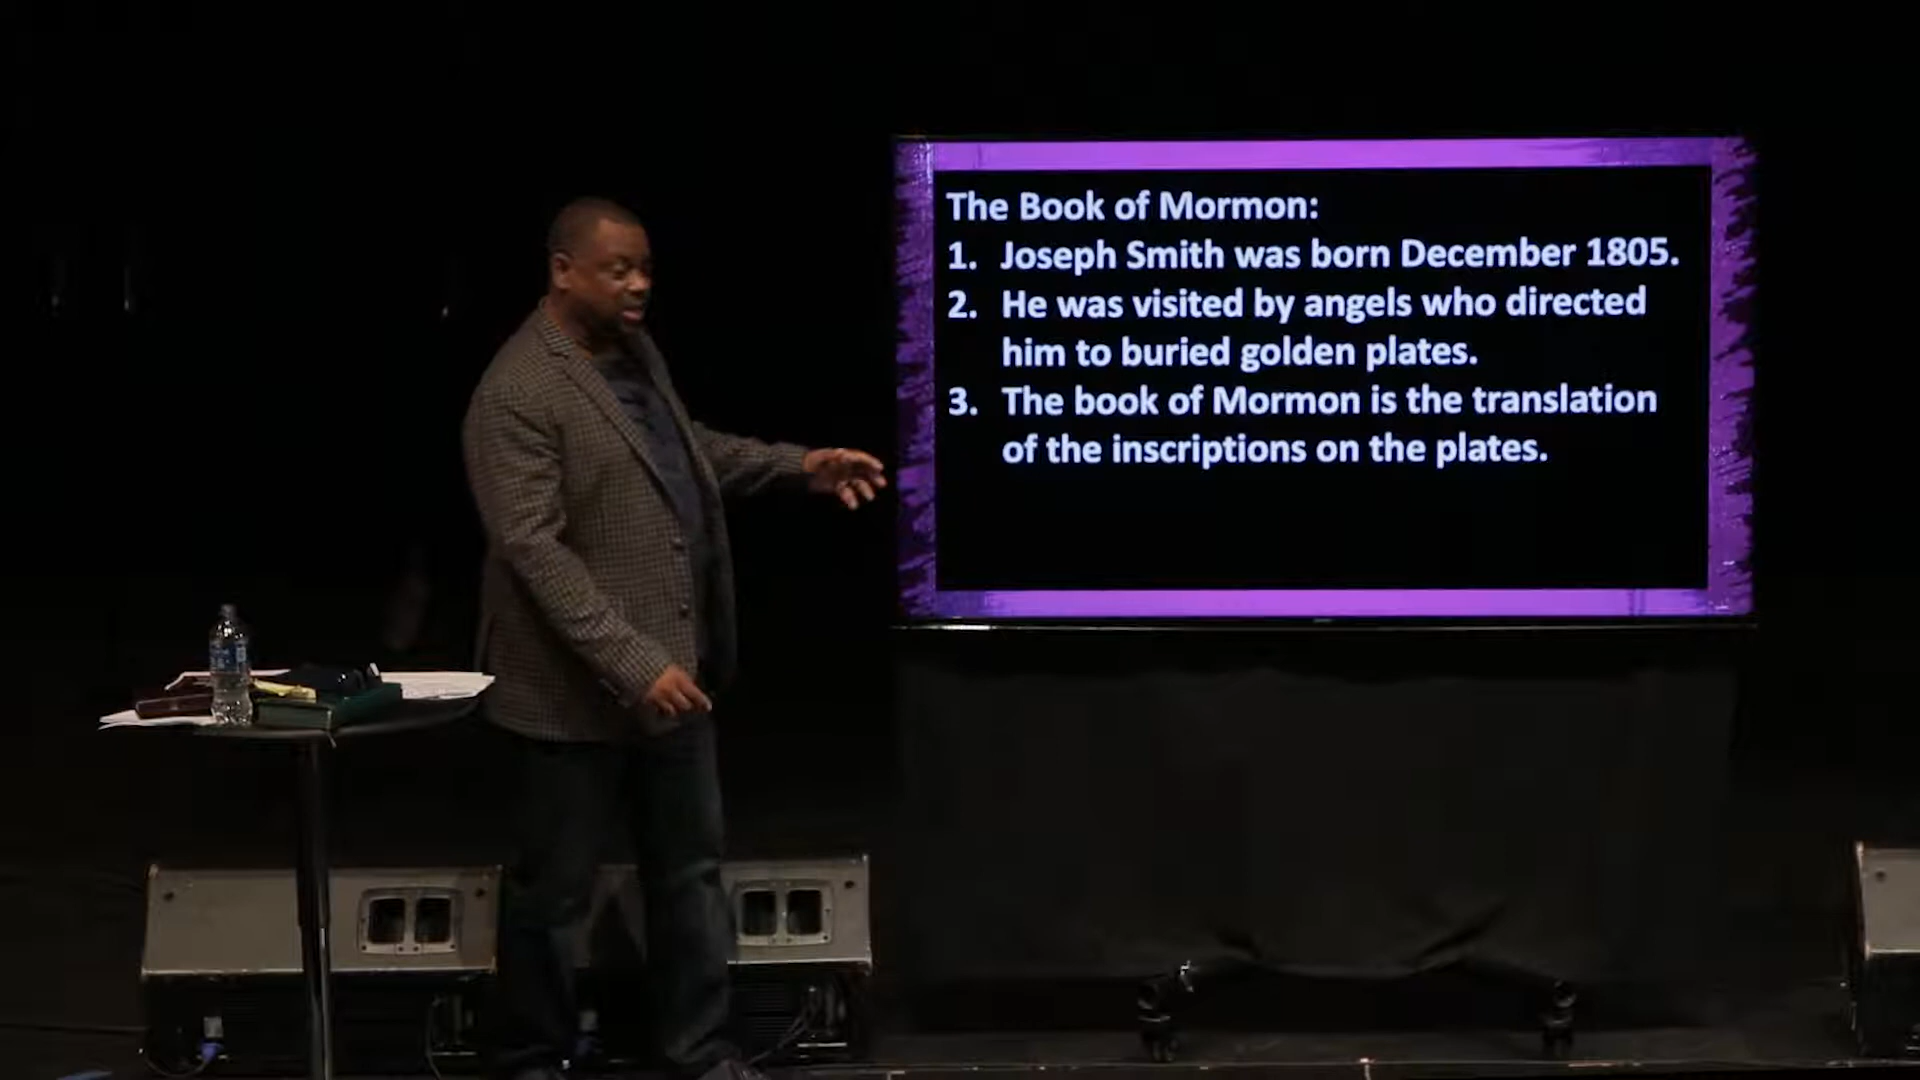 The Book of Mormon:
1. Joseph Smith was born December 1805.
2. He was visited by angels who directed
him to buried golden plates.
3. The book of Mormon is the translation
of the inscriptions on the plates.